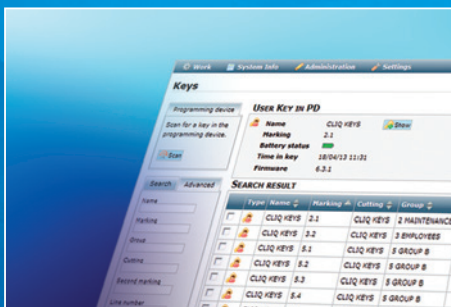 Work System Info Administration Settings
Keys
Programming device
Scan for a key in the
programming device.
Scan
USER KEY IN PD
Name CLIQ KEYS Show
Marking 2.1
Battery status
Time in key 18/04/13 11:31
Firmware 6.3.1
Search Advanced
Name
Marking
Group
Cutting
Second marking
Line number
SEARCH RESULT
Type Name Marking Cutting Group
CLIQ KEYS 2.1 CLIQ KEYS 2 MAINTENANCE
CLIQ KEYS 3.2 CLIQ KEYS 3 EMPLOYEES
CLIQ KEYS 5.1 CLIQ KEYS 5 GROUP B
CLIQ KEYS 5.2 CLIQ KEYS 5 GROUP B
CLIQ KEYS 5.3 CLIQ KEYS 5 GROUP B
CLIQ KEYS 5.4 CLIQ KEYS 5 GROUP B